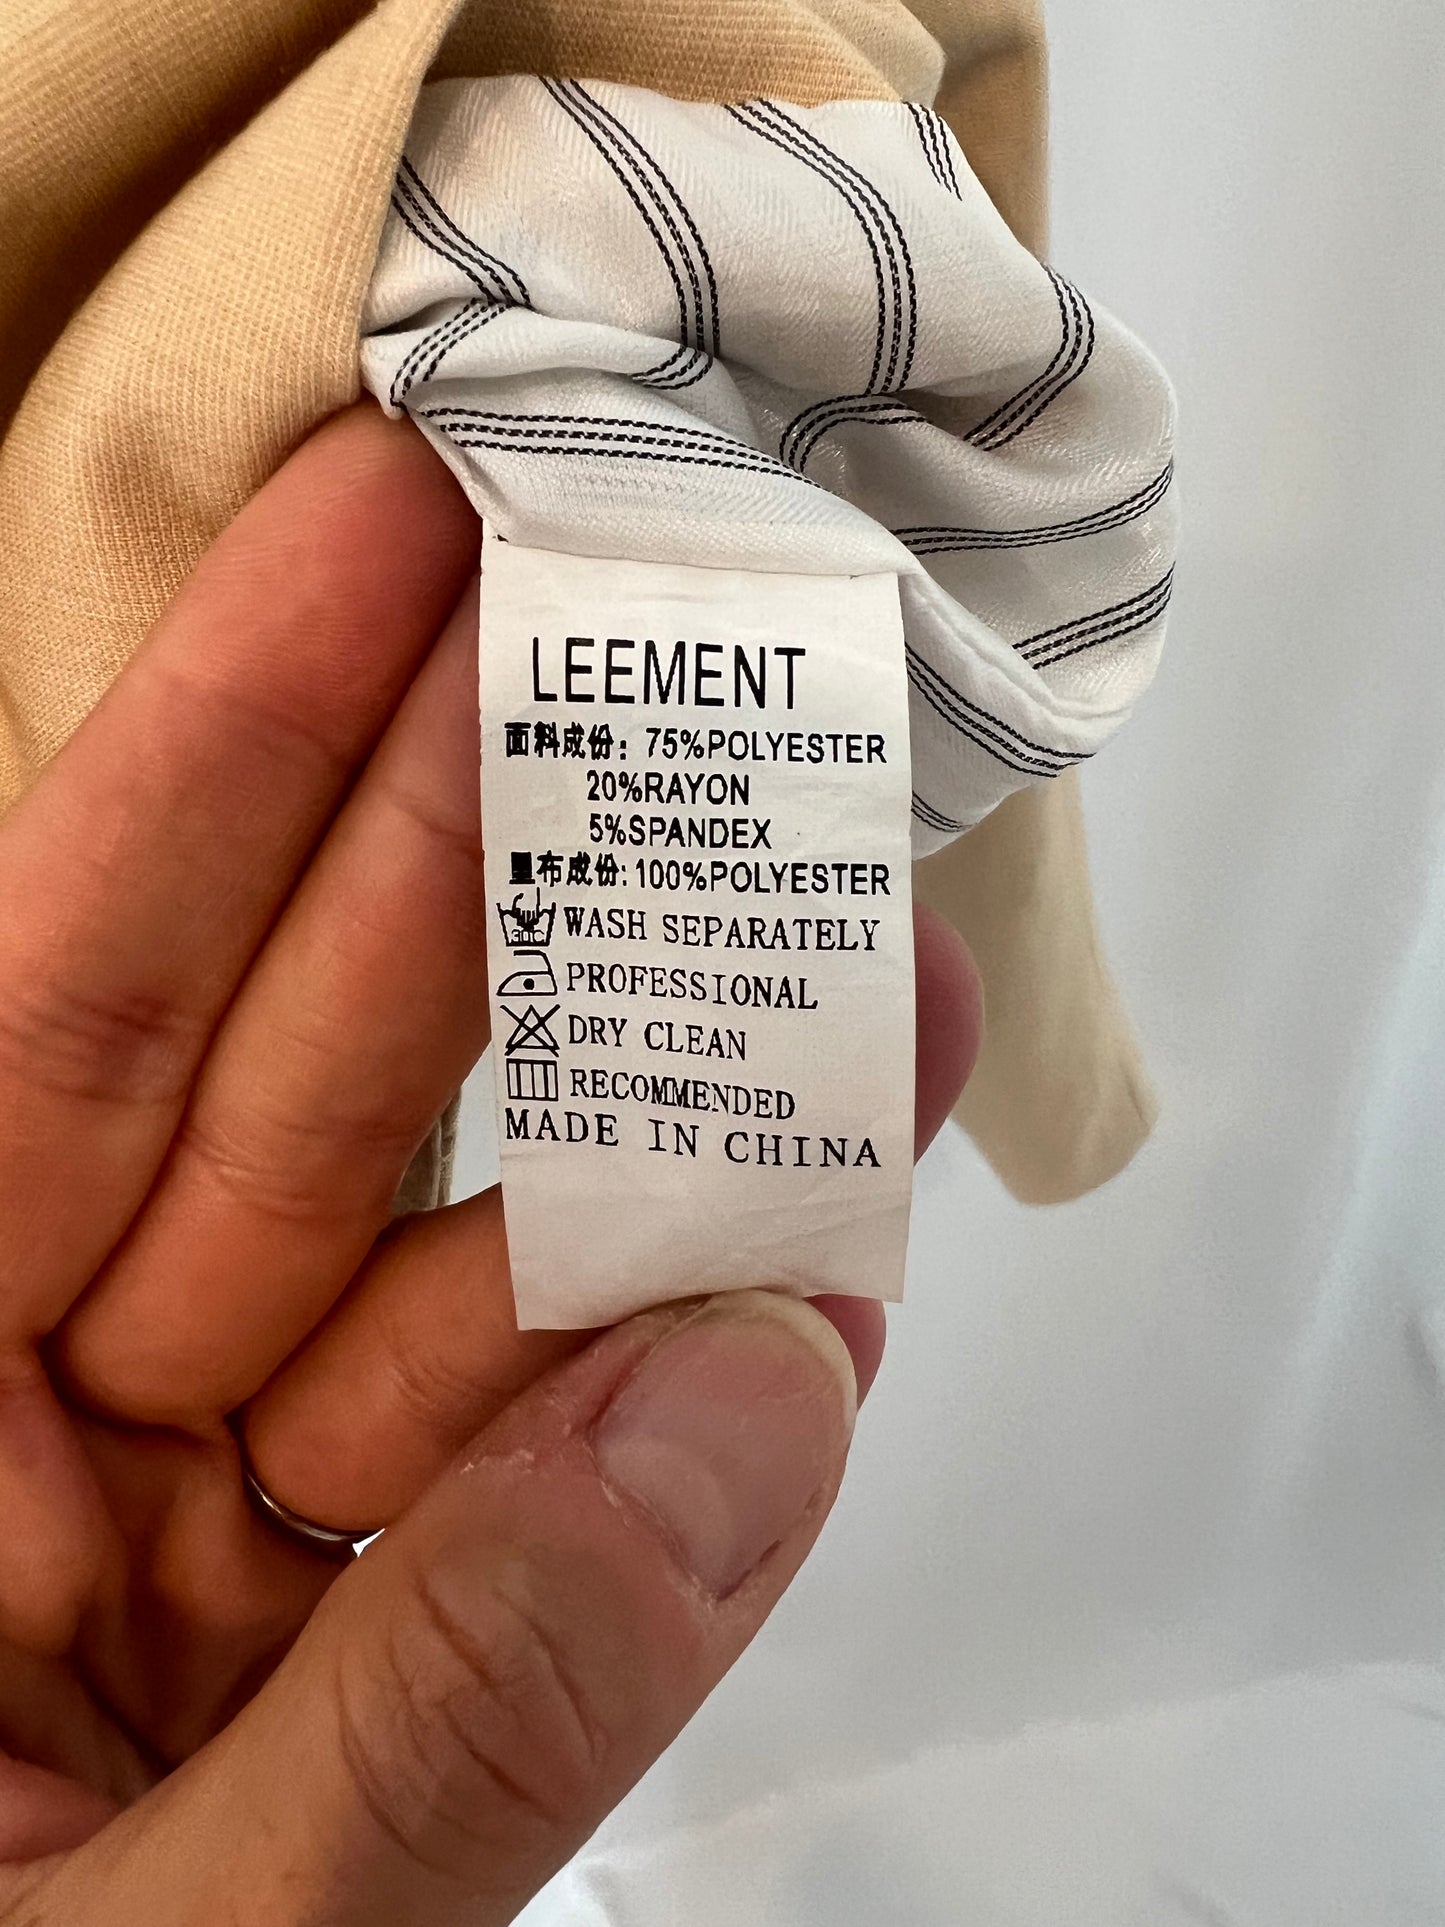 LEEMENT
面料成份: 75%POLYESTER
20%RAYON
5%SPANDEX
里布成份:100%POLYESTER
30C WASH SEPARATELY
PROFESSIONAL
DRY CLEAN
RECOMMENDED
MADE IN CHINA